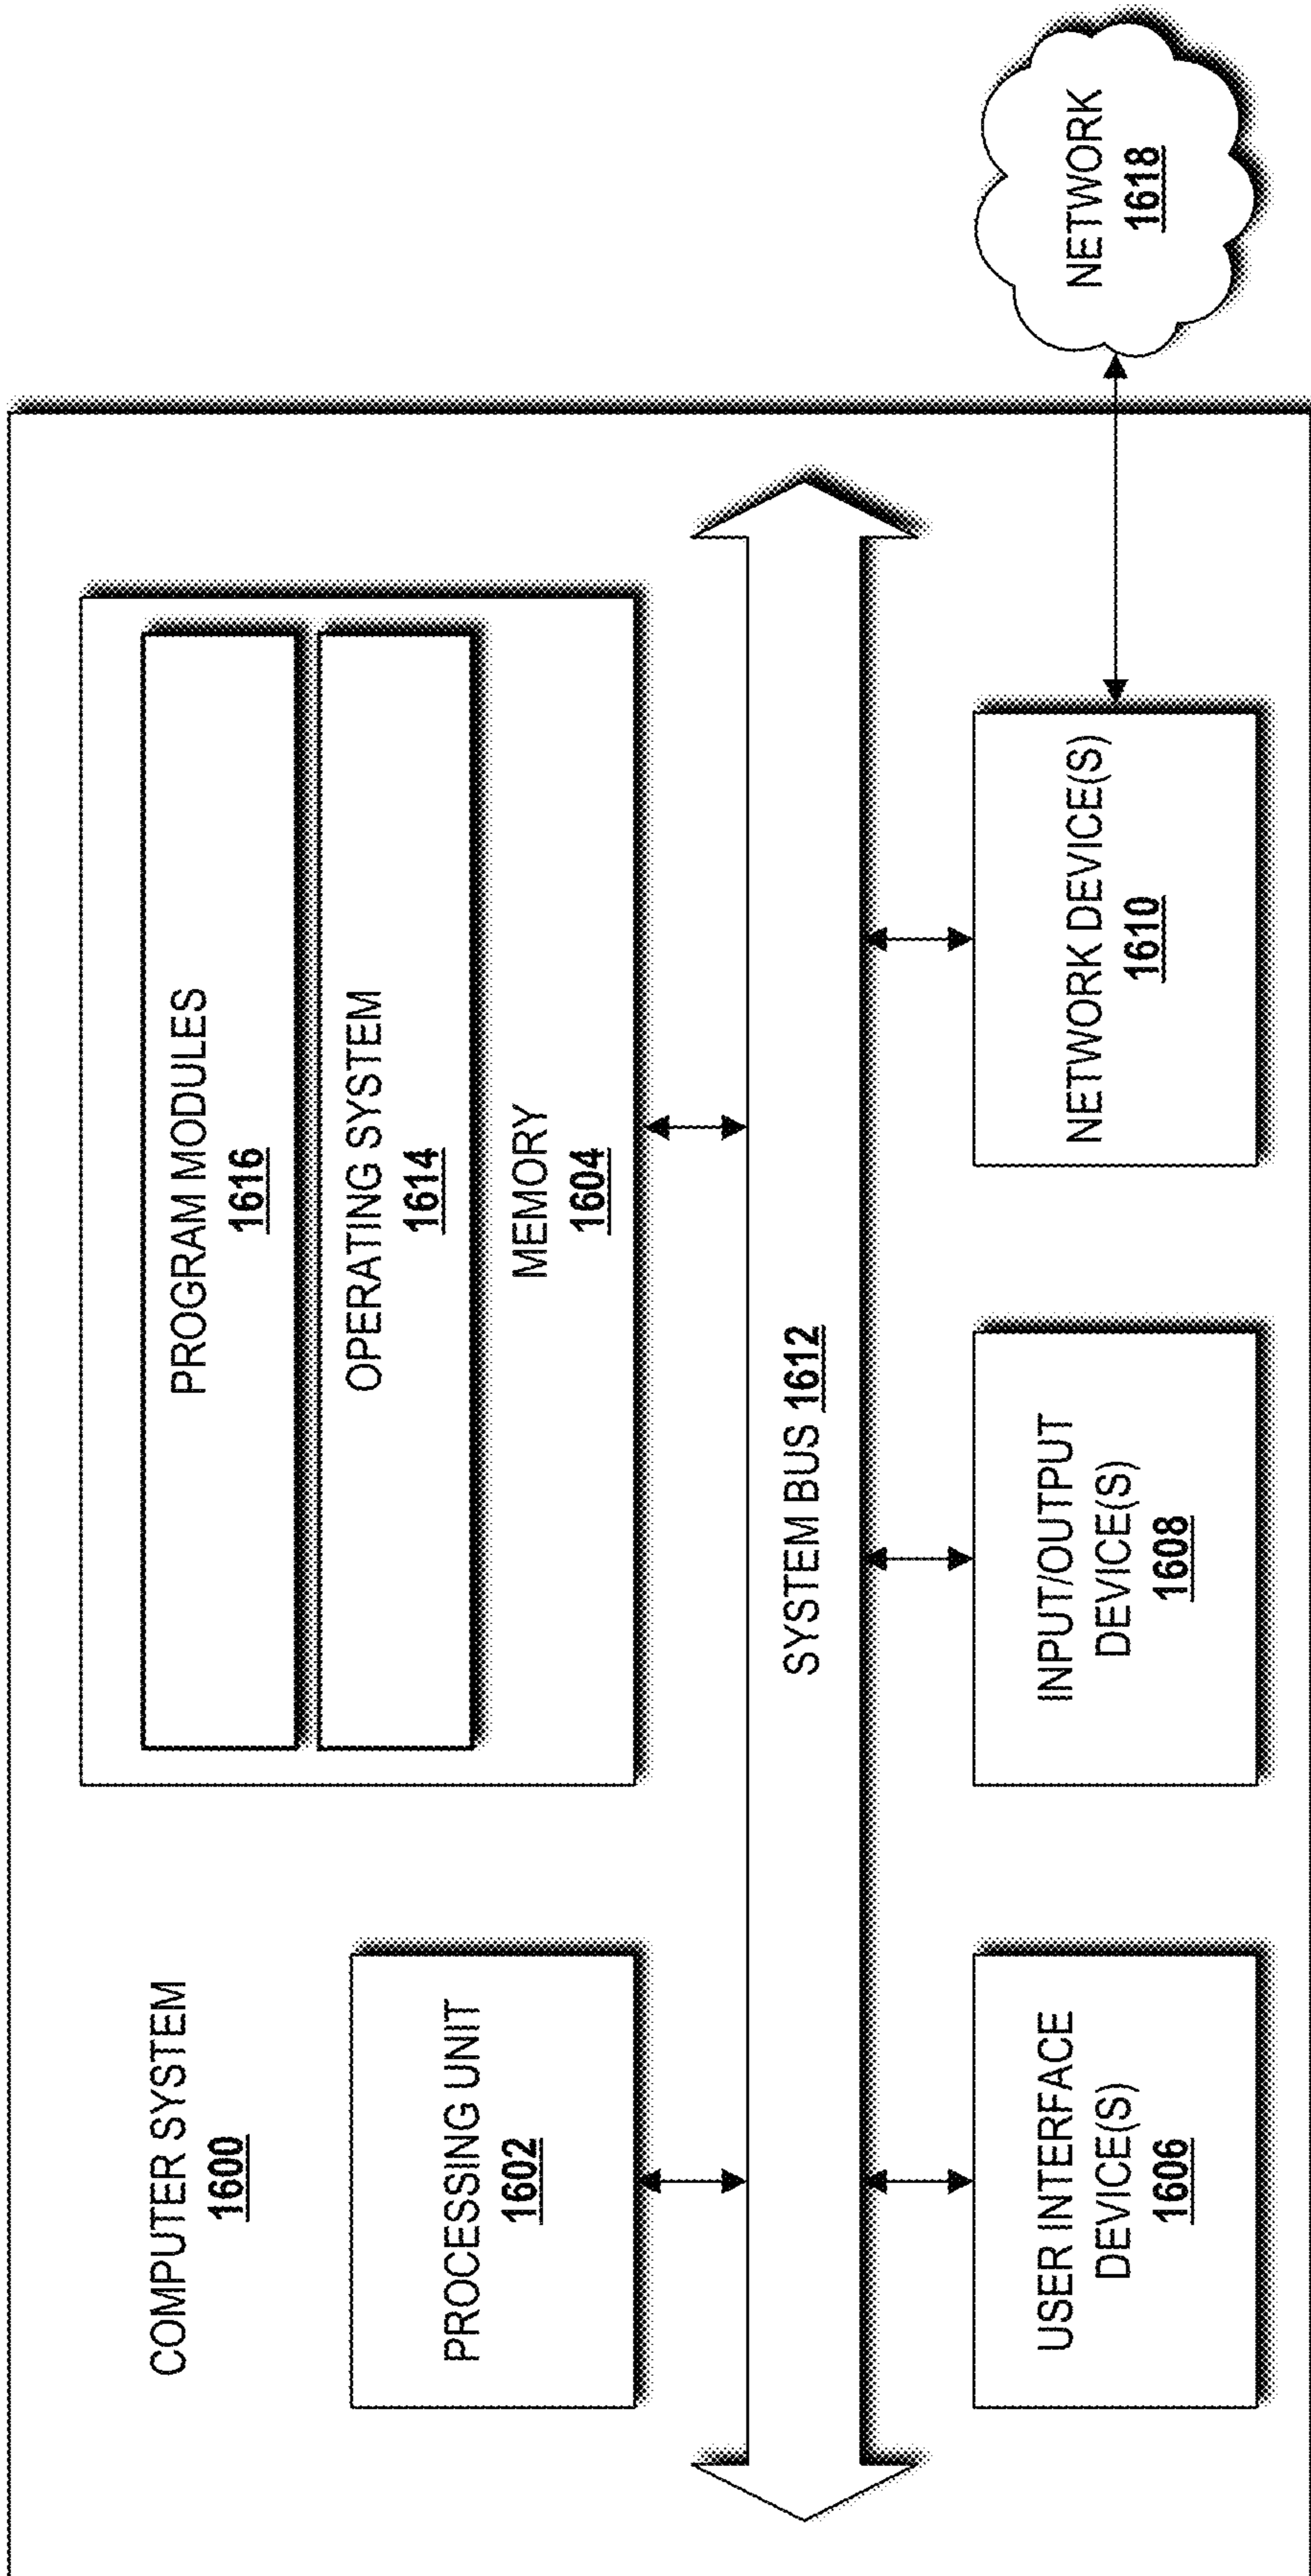 COMPUTER SYSTEM
1600
PROCESSING UNIT
1602
PROGRAM MODULES
1616
OPERATING SYSTEM
1614
MEMORY
1604
SYSTEM BUS 1612
USER INTERFACE
DEVICE(S)
1606
INPUT/OUTPUT
DEVICE(S)
1608
NETWORK DEVICE(S)
1610
NETWORK
1618